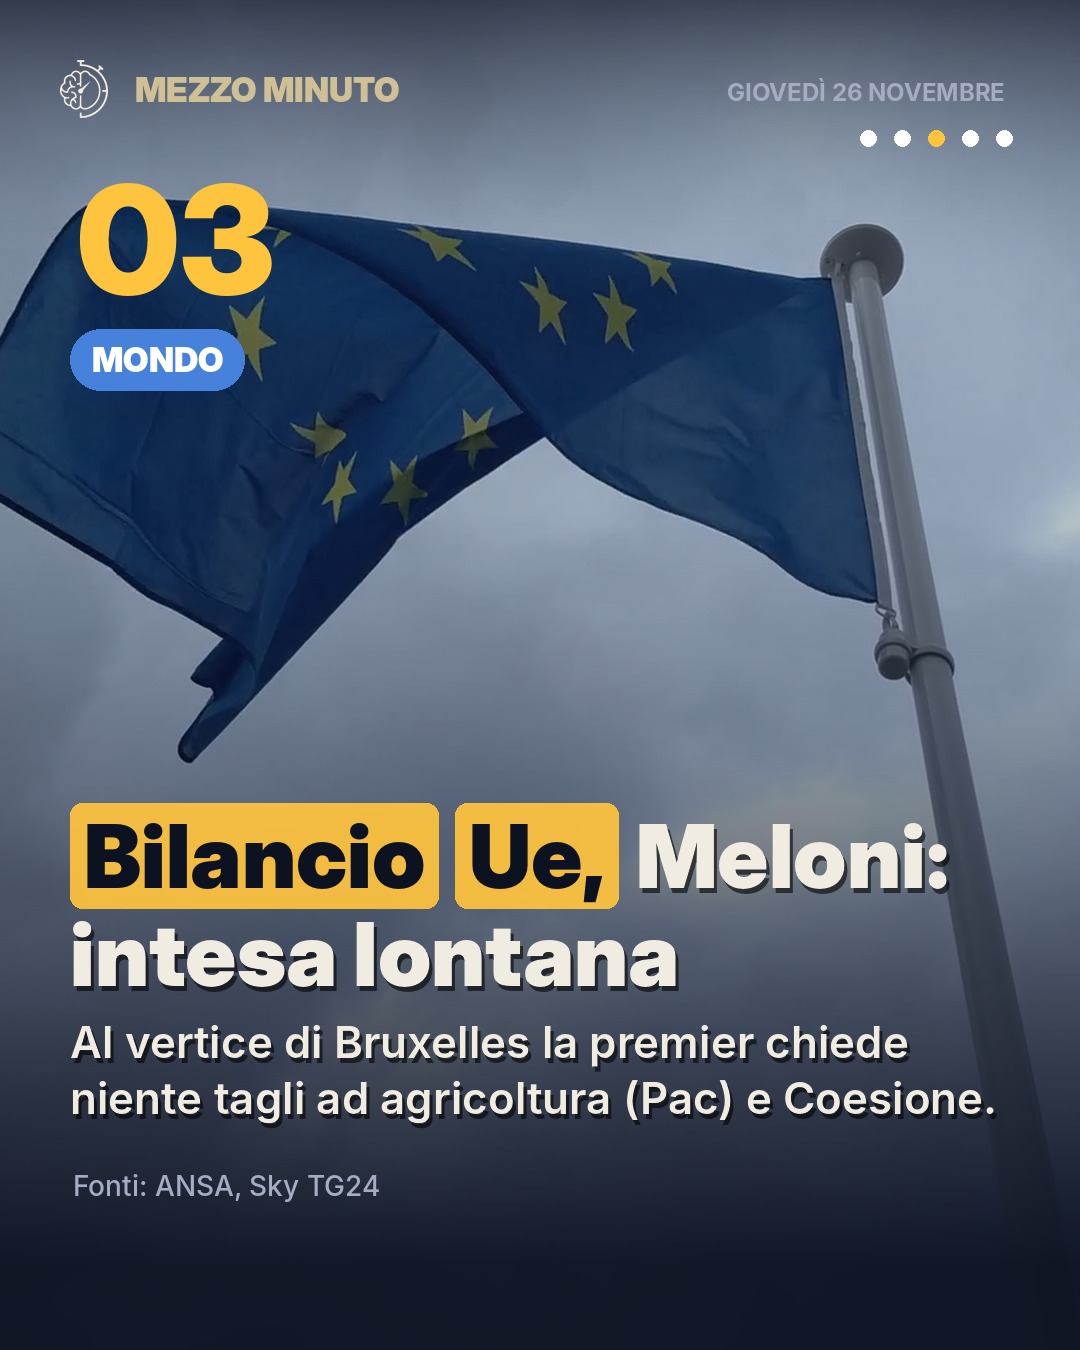 MEZZO MINUTO
GIOVEDÌ 26 NOVEMBRE
03
MONDO
Bilancio Ue, Meloni:
intesa lontana
Al vertice di Bruxelles la premier chiede
niente tagli ad agricoltura (Pac) e Coesione.
Fonti: ANSA, Sky TG24